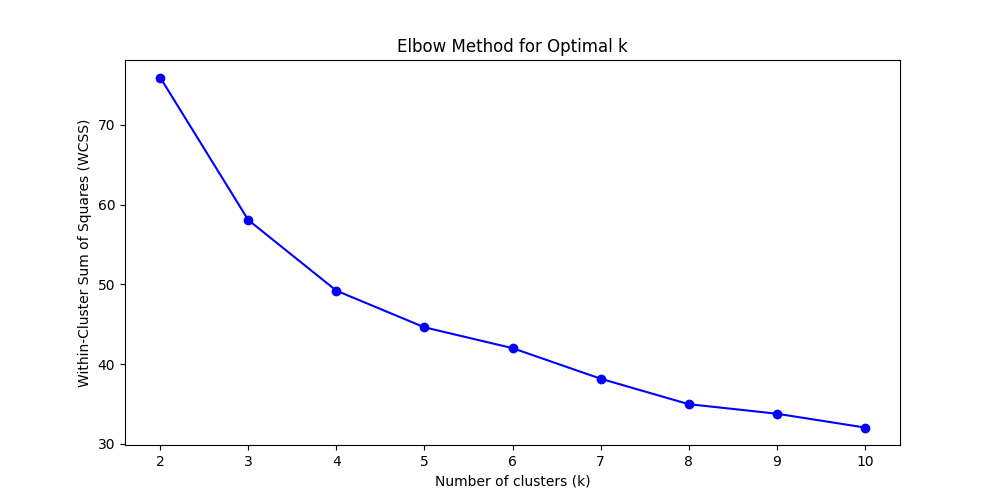 Elbow Method for Optimal k
Within-Cluster Sum of Squares (WCSS)
70
60
50
40
30
2 3 4 5 6 7 8 9 10
Number of clusters (k)